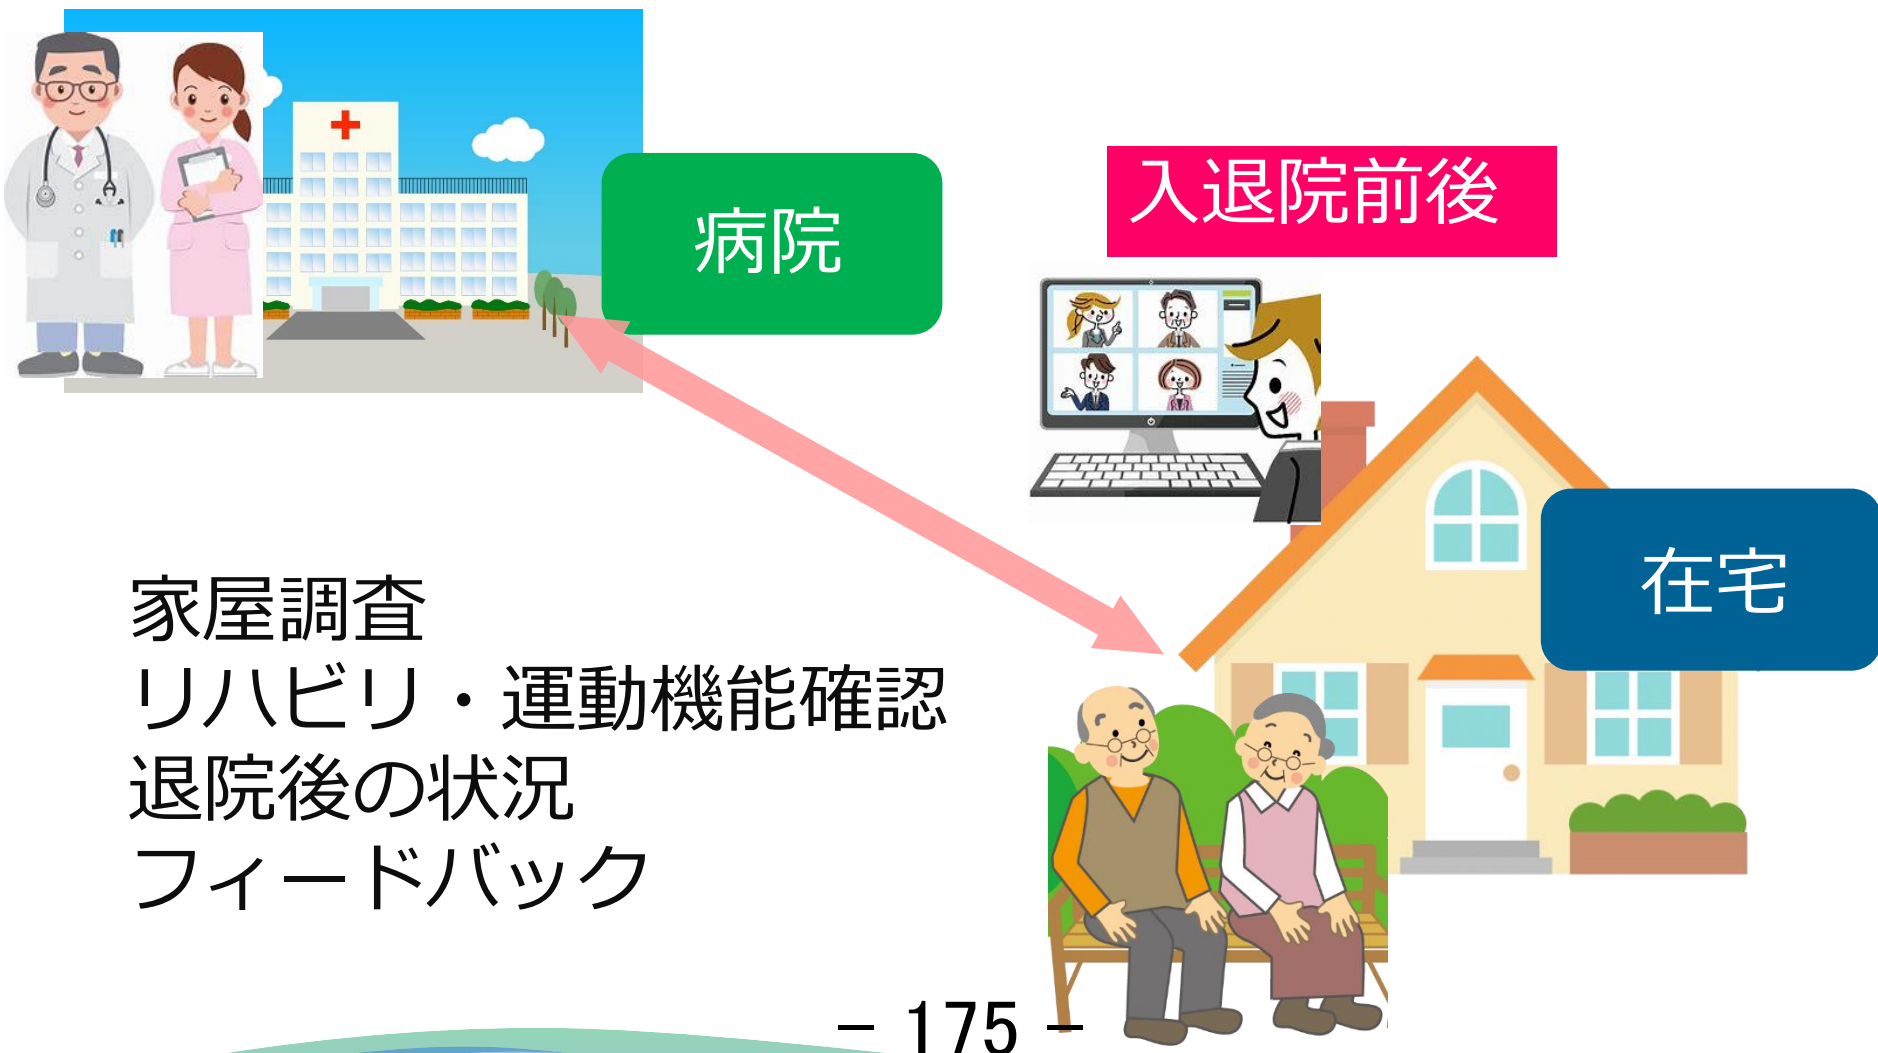 病院
入退院前後
在宅
家屋調査
リハビリ・運動機能確認
退院後の状況
フィードバック
- 175 -